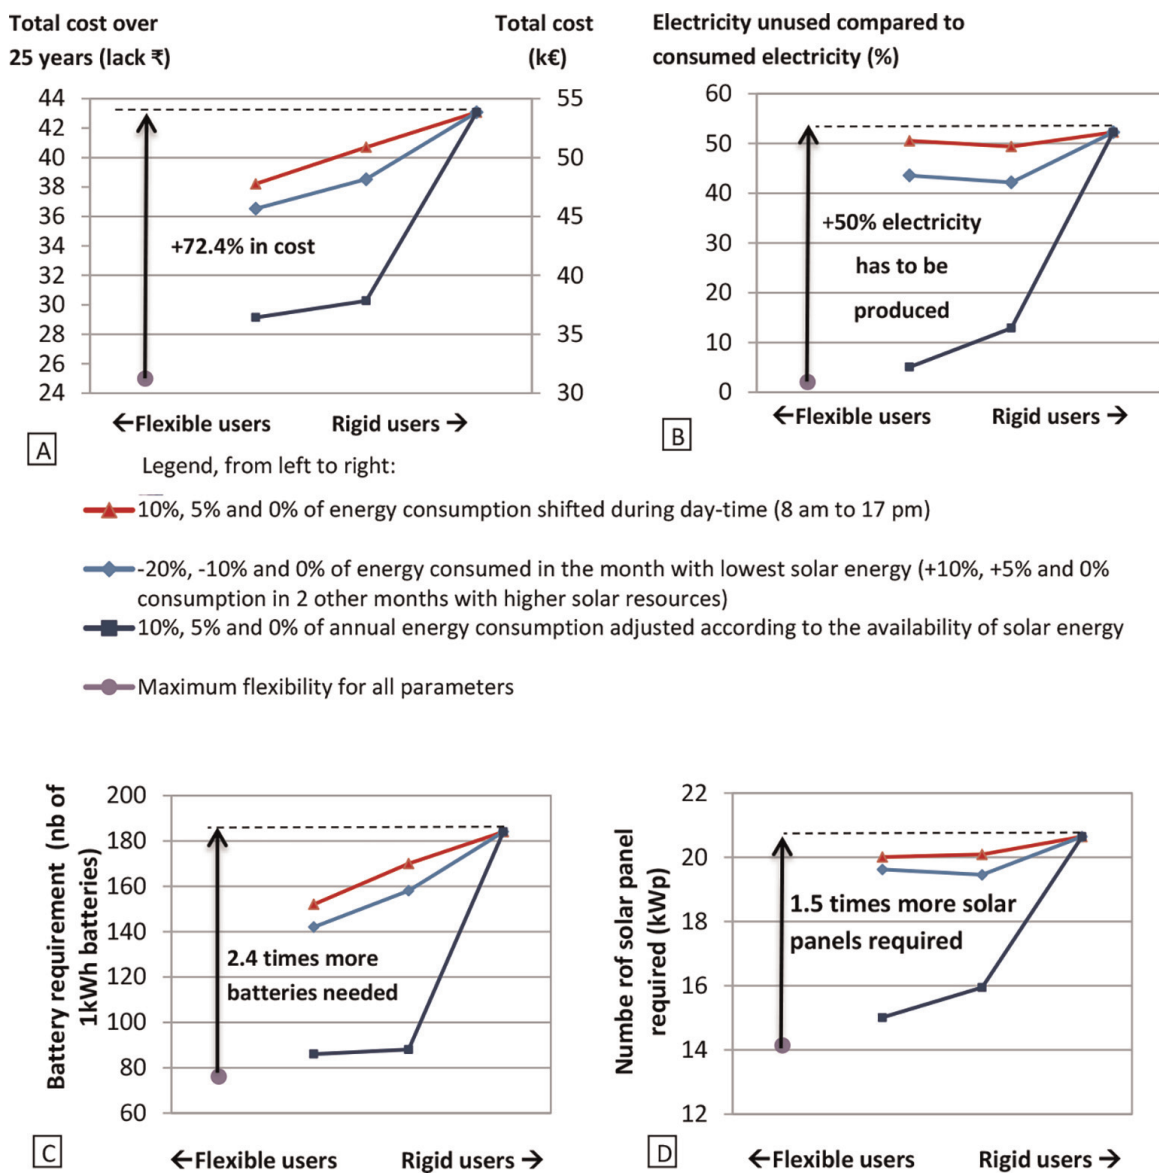 Total cost over
25 years (lack ₹)
Total cost
(k€)
44
42
40
38
36
34
32
30
28
26
24
55
50
45
40
35
30
+72.4% in cost
←Flexible users
Rigid users →
A
Electricity unused compared to
consumed electricity (%)
60
50
40
30
20
10
0
+50% electricity
has to be
produced
←Flexible users
Rigid users →
B
Legend, from left to right:
10%, 5% and 0% of energy consumption shifted during day-time (8 am to 17 pm)
-20%, -10% and 0% of energy consumed in the month with lowest solar energy (+10%, +5% and 0%
consumption in 2 other months with higher solar resources)
10%, 5% and 0% of annual energy consumption adjusted according to the availability of solar energy
Maximum flexibility for all parameters
Battery requirement (nb of
1kWh batteries)
200
180
160
140
120
100
80
60
2.4 times more
batteries needed
←Flexible users
Rigid users →
C
Numbe rof solar panel
required (kWp)
22
20
18
16
14
12
1.5 times more solar
panels required
←Flexible users
Rigid users →
D